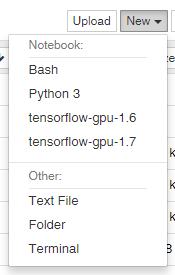 Upload New
Notebook:
Bash
Python 3
tensorflow-gpu-1.6
tensorflow-gpu-1.7
Other:
Text File
Folder
Terminal